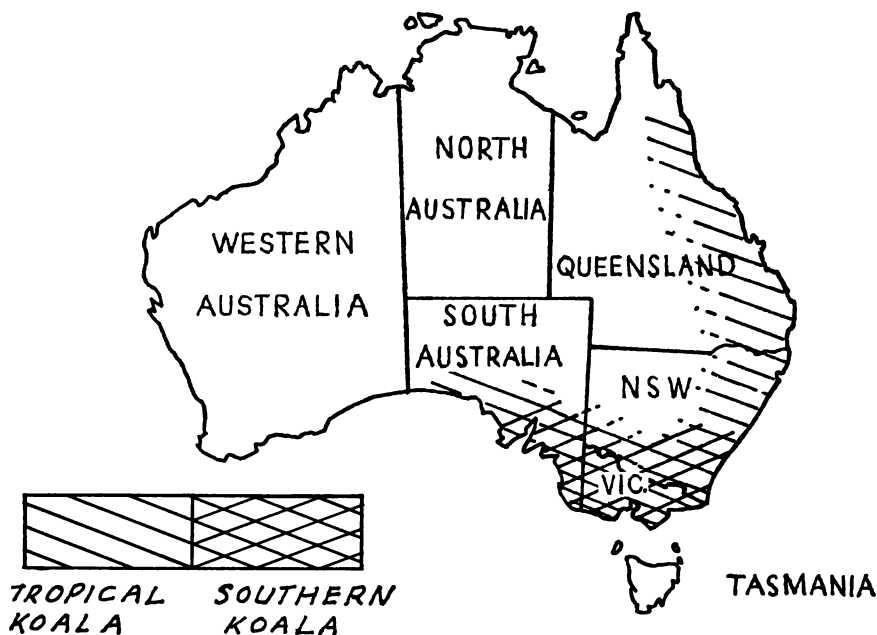 NORTH
AUSTRALIA
WESTERN
AUSTRALIA
QUEENSLAND
SOUTH
AUSTRALIA
NSW
VIC.
TASMANIA
TROPICAL
KOALA
SOUTHERN
KOALA